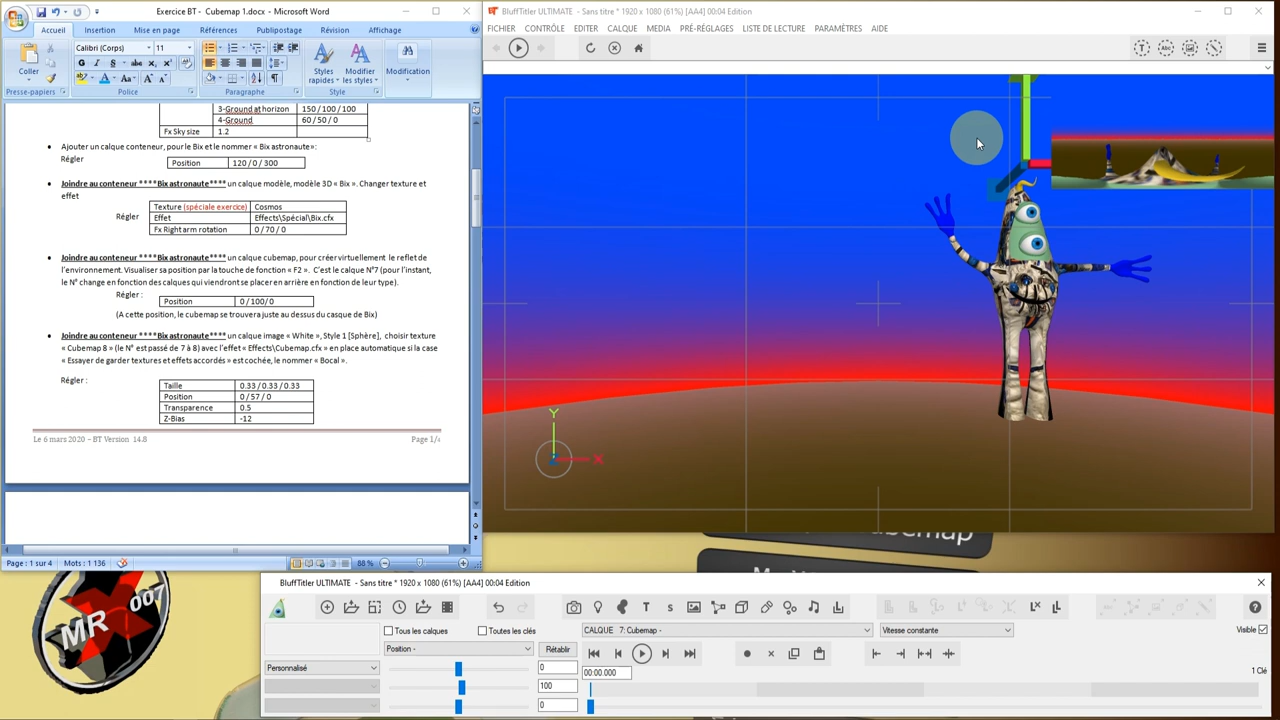 Exercice BT - Cubemap 1.docx - Microsoft Word
Accueil Insertion Mise en page Références Publipostage Révision Affichage
Calibri (Corps) 11
Coller
Styles rapides
Modifier les styles
Modification
Presse-papiers Police Paragraphe Style
3-Ground at horizon 150 / 100 / 100
4-Ground 60 / 50 / 0
Fx Sky size 1.2
Ajouter un calque conteneur, pour le Bix et le nommer « Bix astronaute»:
Régler Position 120 / 0 / 300
Joindre au conteneur ****Bix astronaute**** un calque modèle, modèle 3D « Bix ». Changer texture et
effet
Texture (spéciale exercice) Cosmos
Régler Effet Effects\Spécial\Bix.cfx
Fx Right arm rotation 0 / 70 / 0
Joindre au conteneur ****Bix astronaute**** un calque cubemap, pour créer virtuellement le reflet de
l'environnement. Visualiser sa position par la touche de fonction « F2 ». C'est le calque N°7 (pour l'instant,
le N° change en fonction des calques qui viendront se placer en arrière en fonction de leur type).
Régler :
Position 0 / 100 / 0
(A cette position, le cubemap se trouvera juste au dessus du casque de Bix)
Joindre au conteneur ****Bix astronaute**** un calque image « White », Style 1 [Sphère], choisir texture
« Cubemap 8 » (le N° est passé de 7 à 8) avec l'effet « Effects\Cubemap.cfx » en place automatique si la case
« Essayer de garder textures et effets accordés » est cochée, le nommer « Bocal ».
Régler :
Taille 0.33 / 0.33 / 0.33
Position 0 / 57 / 0
Transparence 0.5
Z-Bias -12
Le 6 mars 2020 – BT Version 14.8 Page 1/4
Page : 1 sur 4 Mots : 1 136 88 %
BluffTitler ULTIMATE - Sans titre * 1920 x 1080 (61%) [AA4] 00:04 Edition
FICHIER CONTRÔLE EDITER CALQUE MEDIA PRÉ-RÉGLAGES LISTE DE LECTURE PARAMÈTRES AIDE
Y
X
MR 007
BluffTitler ULTIMATE - Sans titre * 1920 x 1080 (61%) [AA4] 00:04 Edition
Tous les calques Toutes les clés CALQUE 7: Cubemap - Vitesse constante Visible
Position - Rétablir
Personnalisé 0 00:00.000 1 Clé
100
0